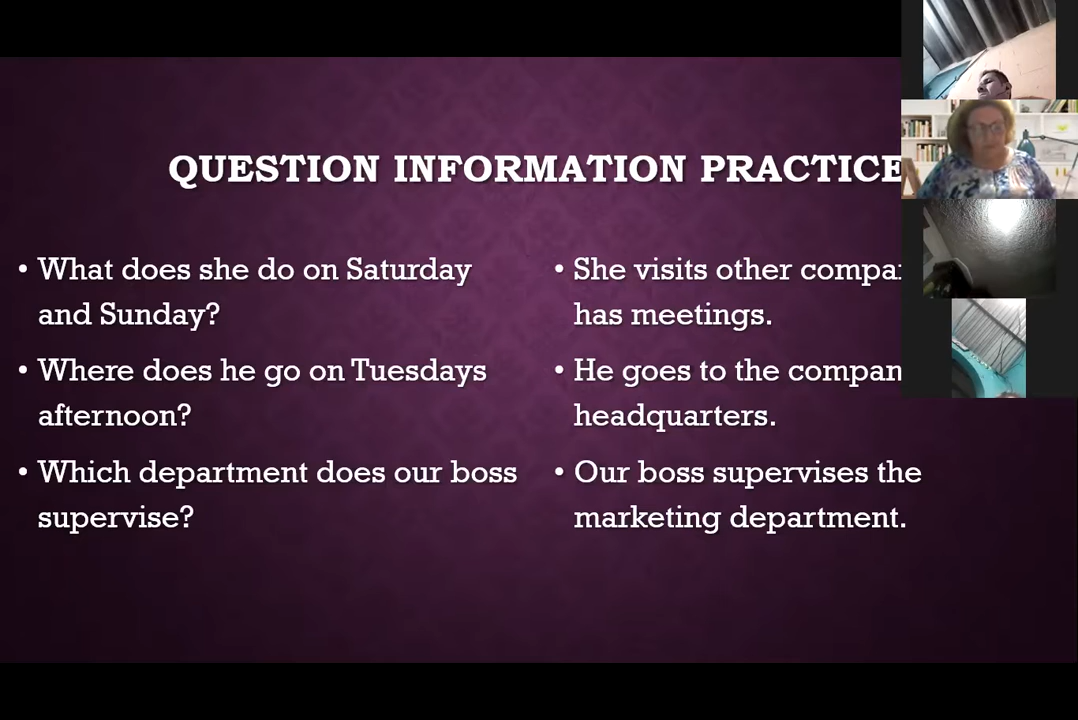 QUESTION INFORMATION PRACTICE
• What does she do on Saturday
and Sunday?
• Where does he go on Tuesdays
afternoon?
• Which department does our boss
supervise?
• She visits other
has meetings.
• He goes to the
headquarters.
• Our boss supervises the
marketing department.